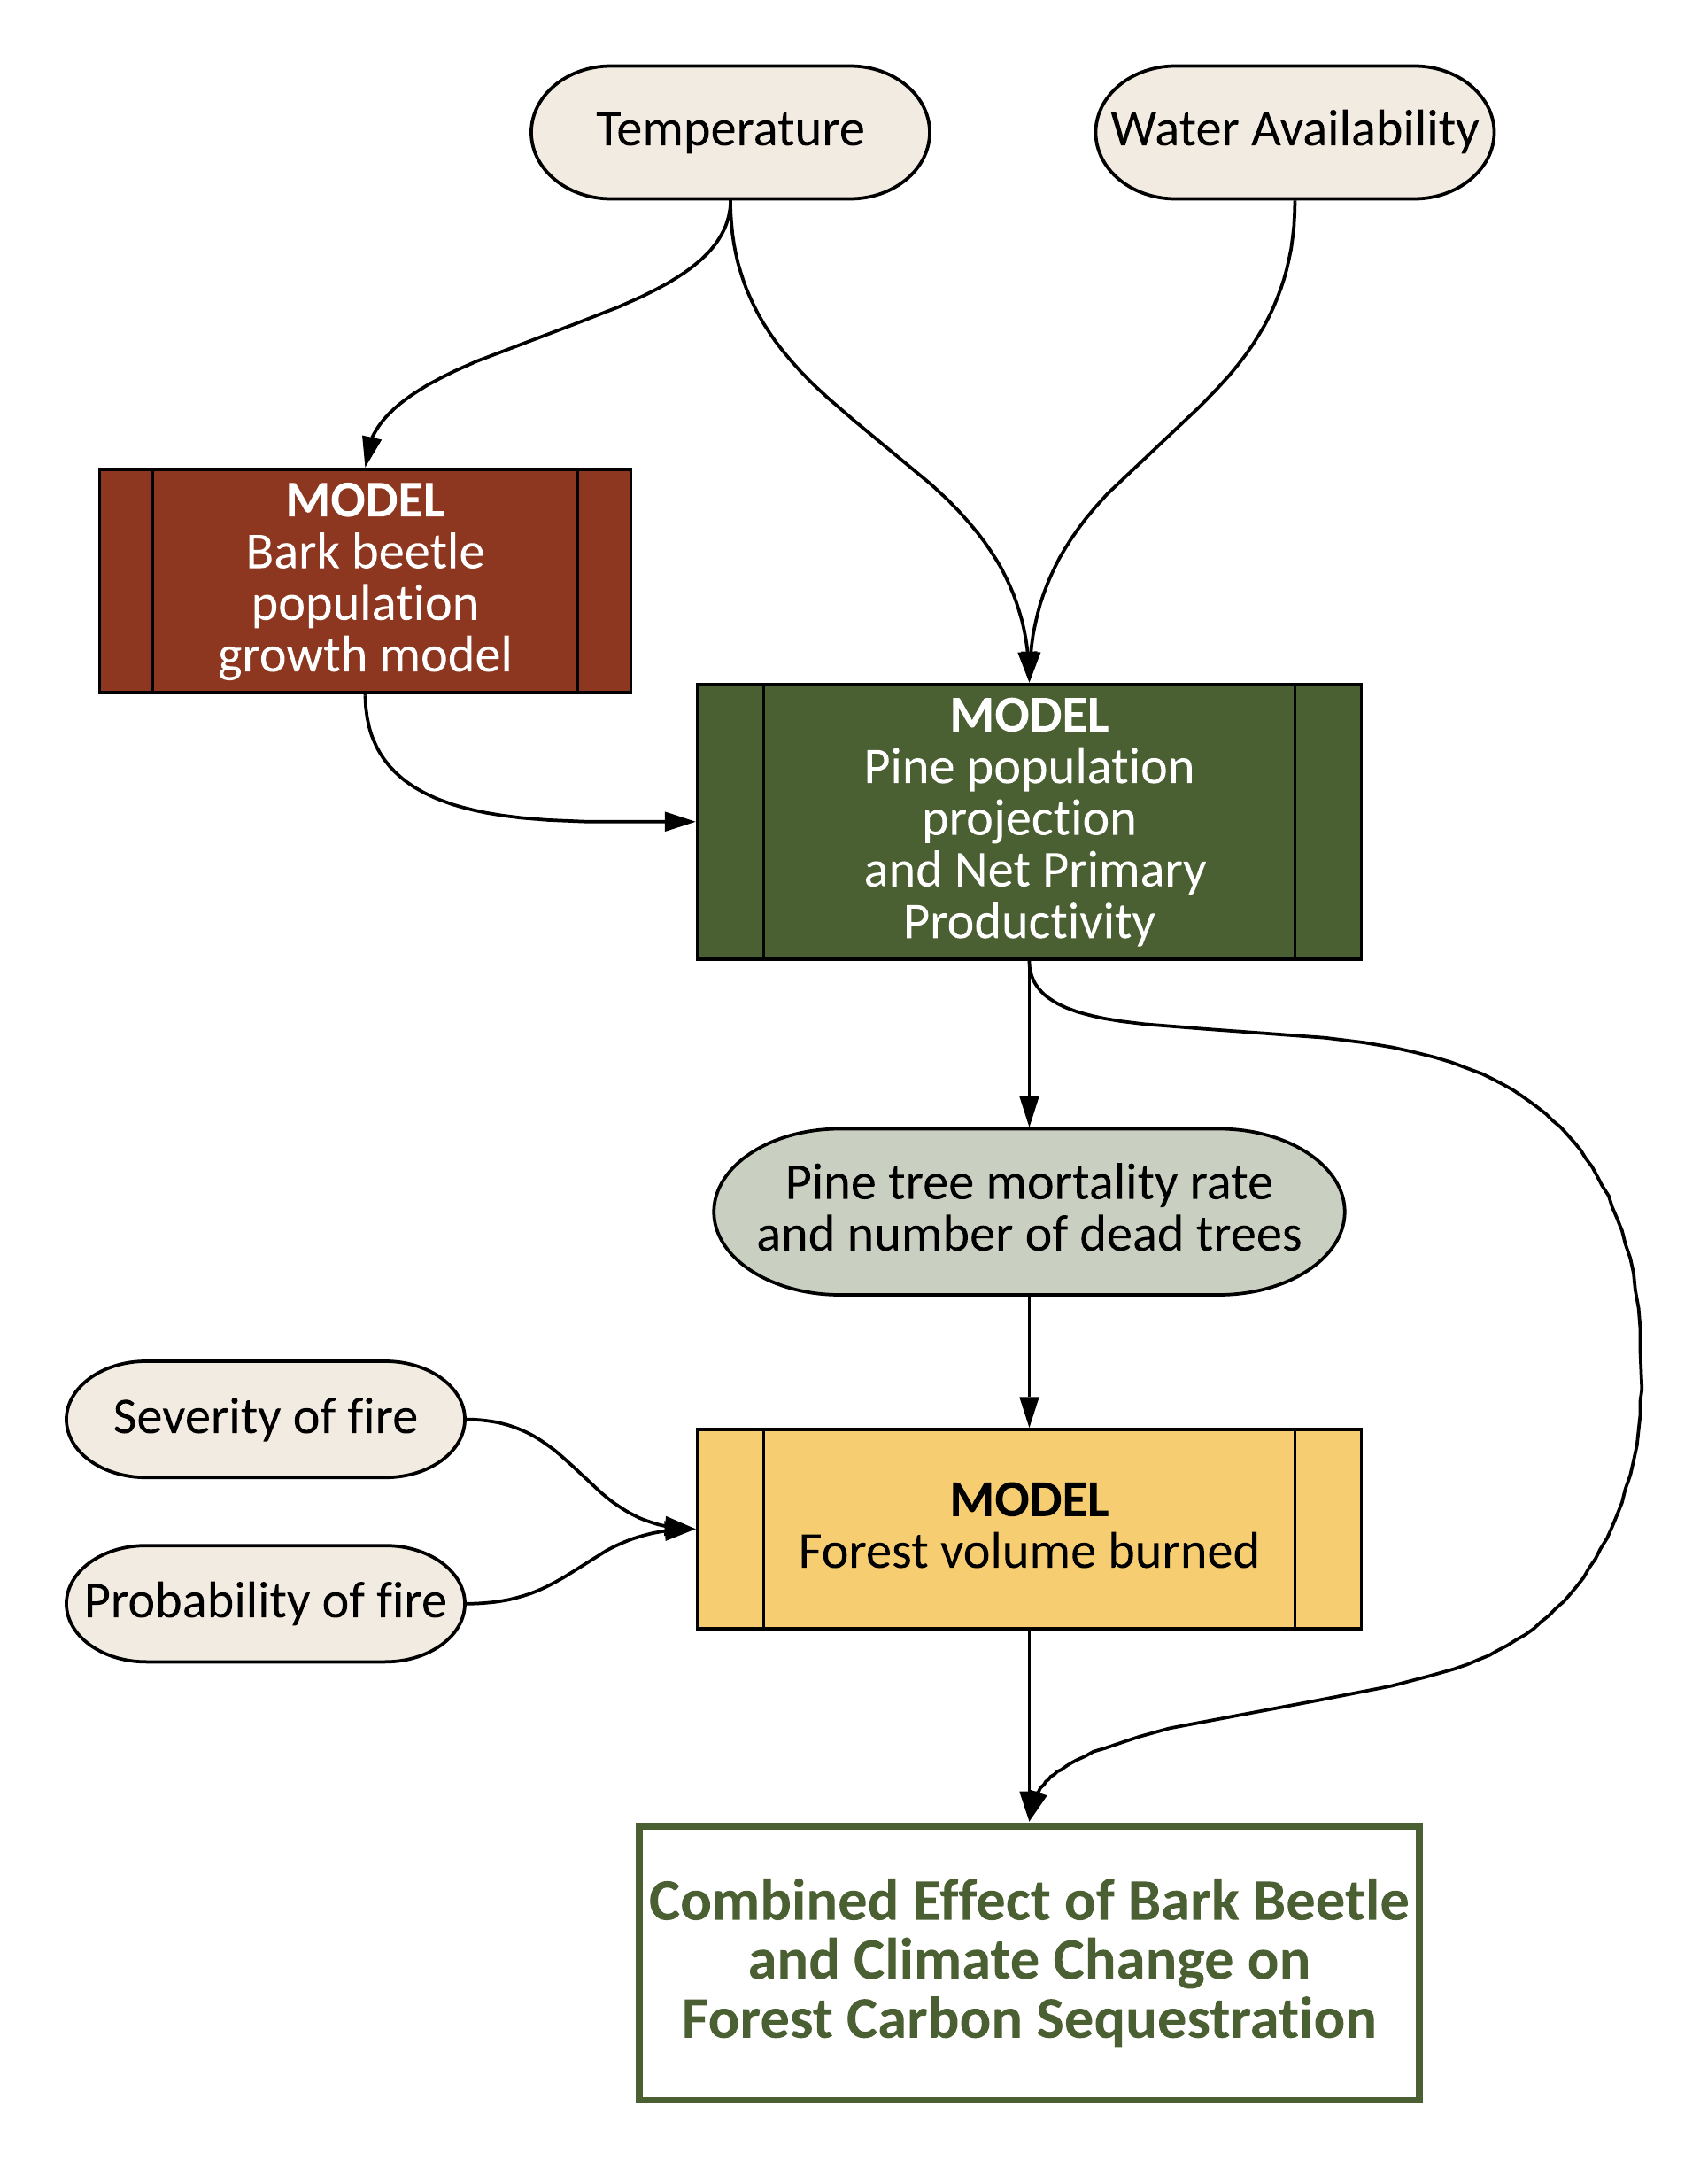 Temperature
Water Availability
MODEL
Bark beetle
population
growth model
MODEL
Pine population
projection
and Net Primary
Productivity
Pine tree mortality rate
and number of dead trees
Severity of fire
Probability of fire
MODEL
Forest volume burned
Combined Effect of Bark Beetle
and Climate Change on
Forest Carbon Sequestration